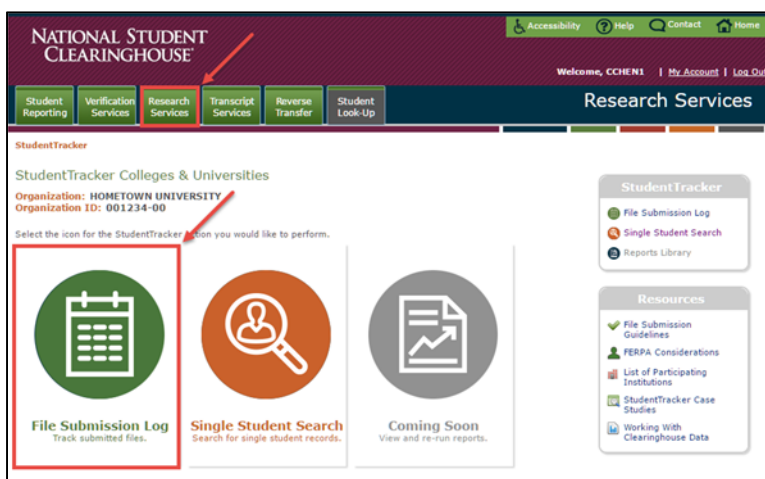 NATIONAL STUDENT
CLEARINGHOUSE®
Accessibility Help Contact Home
Welcome, CCHEN1 | My Account | Log Out
Student Reporting
Verification Services
Research Services
Transcript Services
Reverse Transfer
Student Look-Up
Research Services
StudentTracker
StudentTracker Colleges & Universities
Organization: HOMETOWN UNIVERSITY
Organization ID: 001234-00
Select the icon for the StudentTracker action you would like to perform.
File Submission Log
Track submitted files.
Single Student Search
Search for single student records.
Coming Soon
View and re-run reports.
StudentTracker
File Submission Log
Single Student Search
Reports Library
Resources
File Submission
Guidelines
FERPA Considerations
List of Participating
Institutions
StudentTracker Case
Studies
Working With
Clearinghouse Data